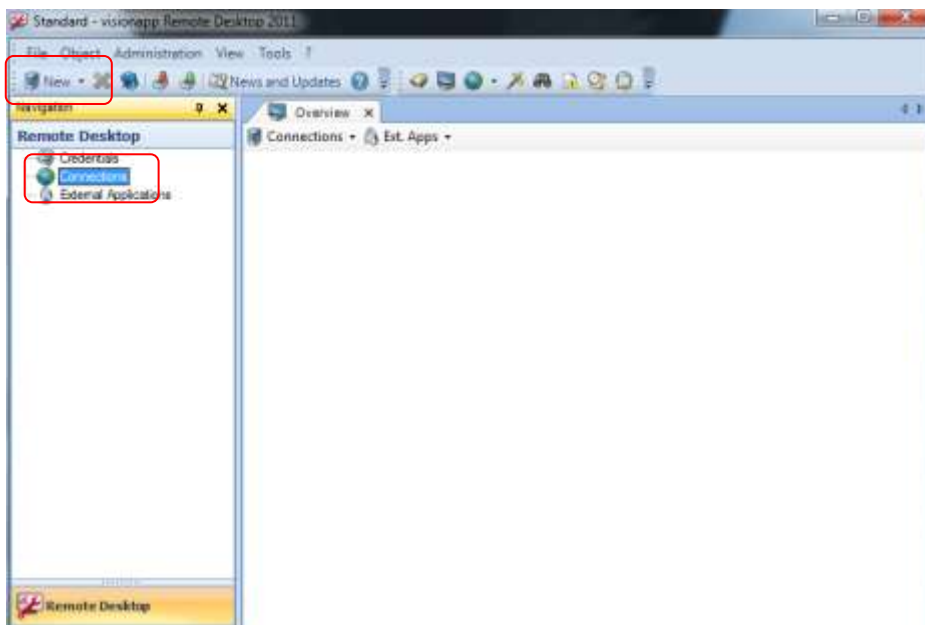 Standard - visionapp Remote Desktop 2011
File Object Administration View Tools ?
New News and Updates
Navigation
Overview
Remote Desktop
Connections Ext. Apps
Credentials
Connections
External Applications
Remote Desktop